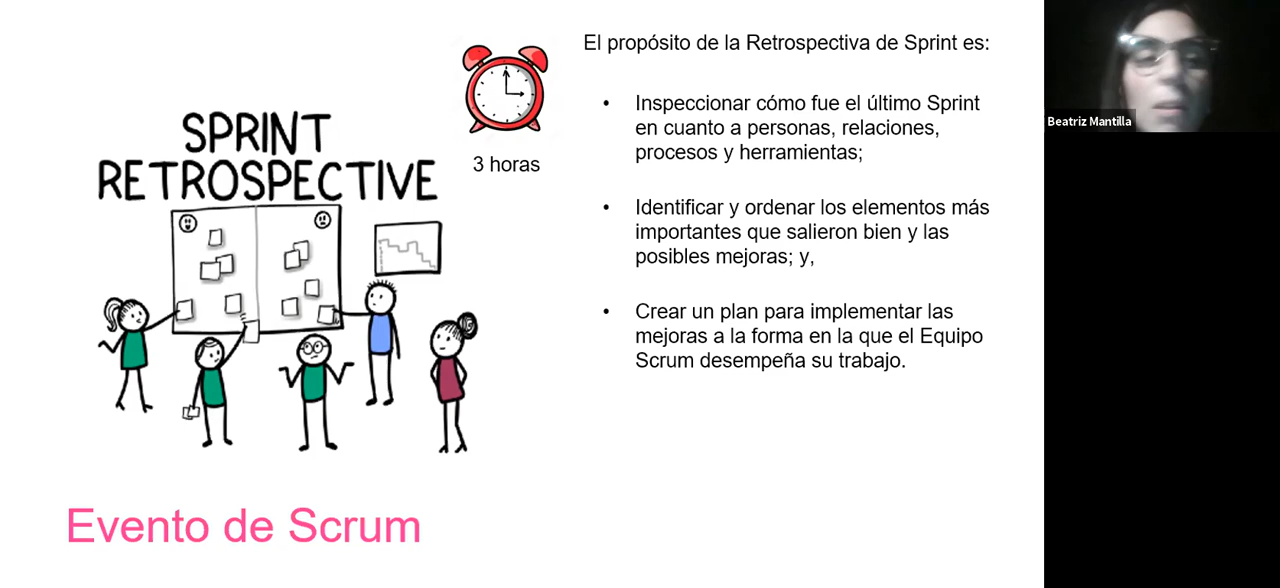 El propósito de la Retrospectiva de Sprint es:
SPRINT
RETROSPECTIVE
3 horas
• Inspeccionar cómo fue el último Sprint
en cuanto a personas, relaciones,
procesos y herramientas;
• Identificar y ordenar los elementos más
importantes que salieron bien y las
posibles mejoras; y,
• Crear un plan para implementar las
mejoras a la forma en la que el Equipo
Scrum desempeña su trabajo.
Evento de Scrum
Beatriz Mantilla